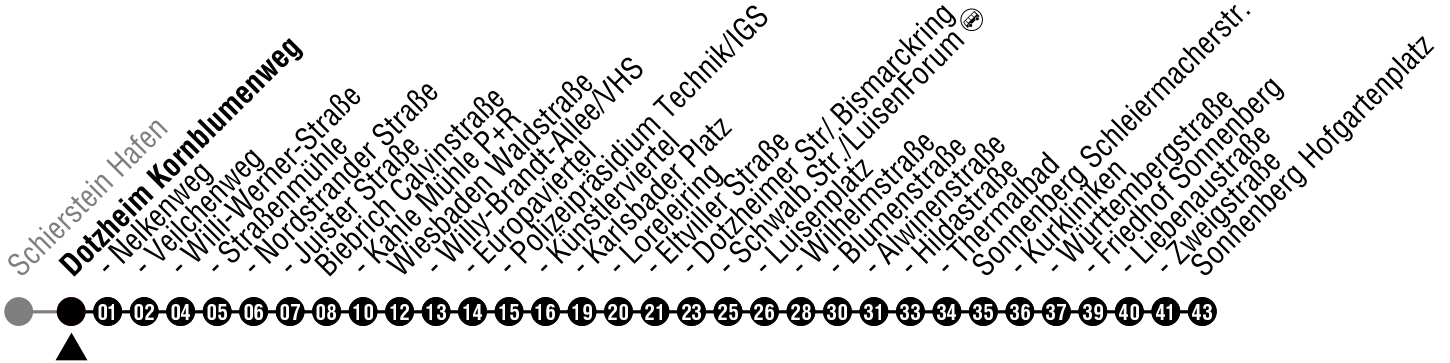 Schierstein Hafen
Dotzheim Kornblumenweg
- Nelkenweg
- Veilchenweg
- Willi-Werner-Straße
- Straßenmühle
- Nordstrander Straße
- Juister Straße
Biebrich Calvinstraße
- Kahle Mühle P+R
Wiesbaden Waldstraße
- Willy-Brandt-Allee/VHS
- Europaviertel
- Polizeipräsidium Technik/IGS
- Künstlerviertel
- Karlsbader Platz
- Loreleiring
- Eltviller Straße
- Dotzheimer Str/ Bismarckring
- Schwalb.Str./LuisenForum
- Luisenplatz
- Wilhelmstraße
- Blumenstraße
- Alwinenstraße
- Hildastraße
- Thermalbad
Sonnenberg Schleiermacherstr.
- Kurkliniken
- Württembergstraße
- Friedhof Sonnenberg
- Liebenaustraße
- Zweigstraße
Sonnenberg Hofgartenplatz
01 02 04 05 06 07 08 10 12 13 14 15 16 19 20 21 23 25 26 28 30 31 33 34 35 36 37 39 40 41 43